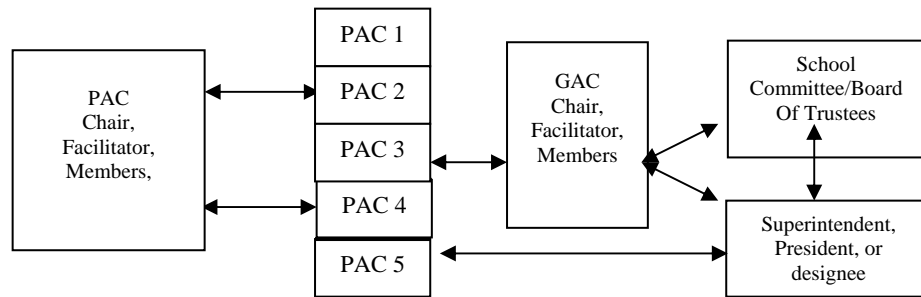 PAC
Chair,
Facilitator,
Members,
PAC 1
PAC 2
PAC 3
PAC 4
PAC 5
GAC
Chair,
Facilitator,
Members
School
Committee/Board
Of Trustees
Superintendent,
President, or
designee